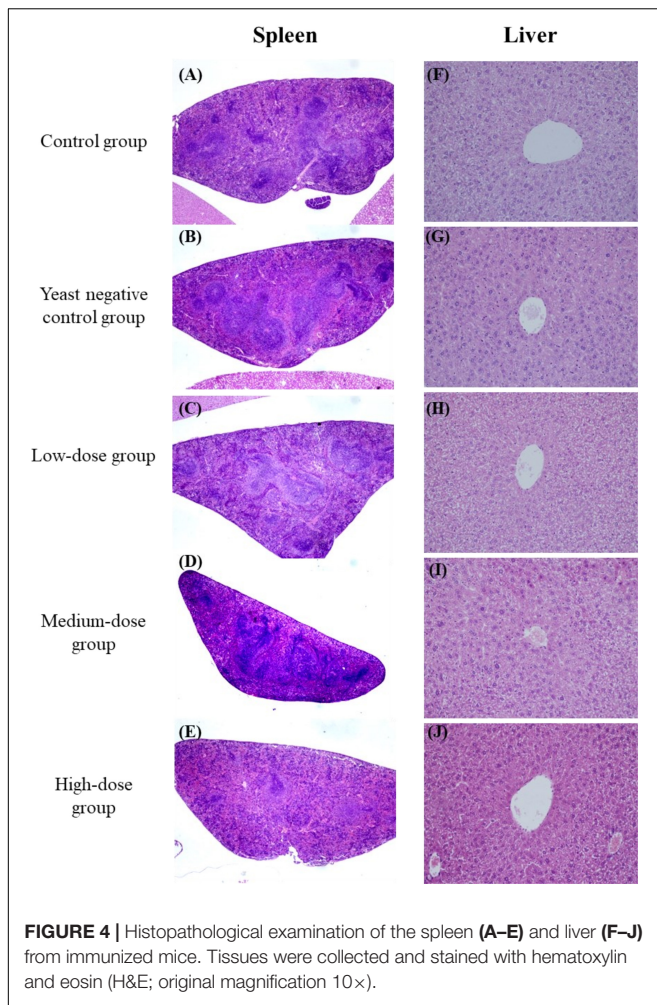 Spleen
Liver
(A)
(F)
Control group
(B)
(G)
Yeast negative
control group
(C)
(H)
Low-dose group
(D)
(I)
Medium-dose
group
(E)
(J)
High-dose
group
FIGURE 4 | Histopathological examination of the spleen (A–E) and liver (F–J)
from immunized mice. Tissues were collected and stained with hematoxylin
and eosin (H&E; original magnification 10×).